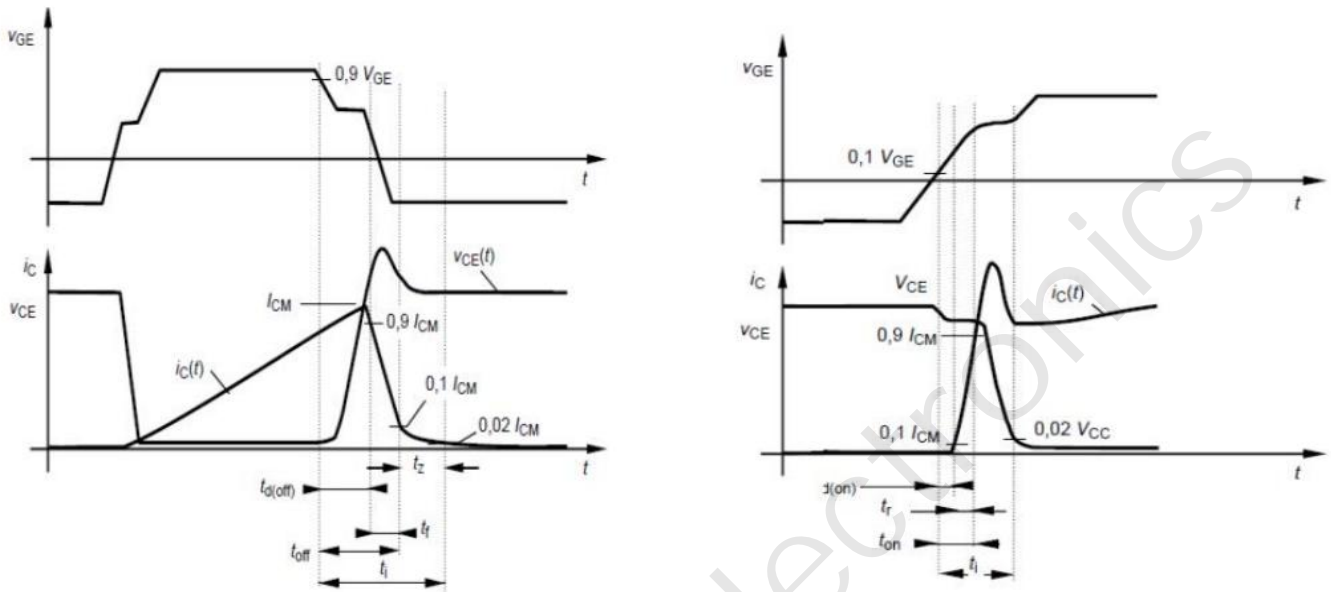 vGE
0,9 VGE
t
iC
vCE
vCE(t)
ICM
0,9 ICM
iC(t)
0,1 ICM
0,02 ICM
t
tz
td(off)
tf
toff
ti
vGE
0,1 VGE
t
iC
VCE
iC(t)
vCE
0,9 ICM
0,1 ICM
0,02 VCC
t
d(on)
tr
ton
ti
lectronics